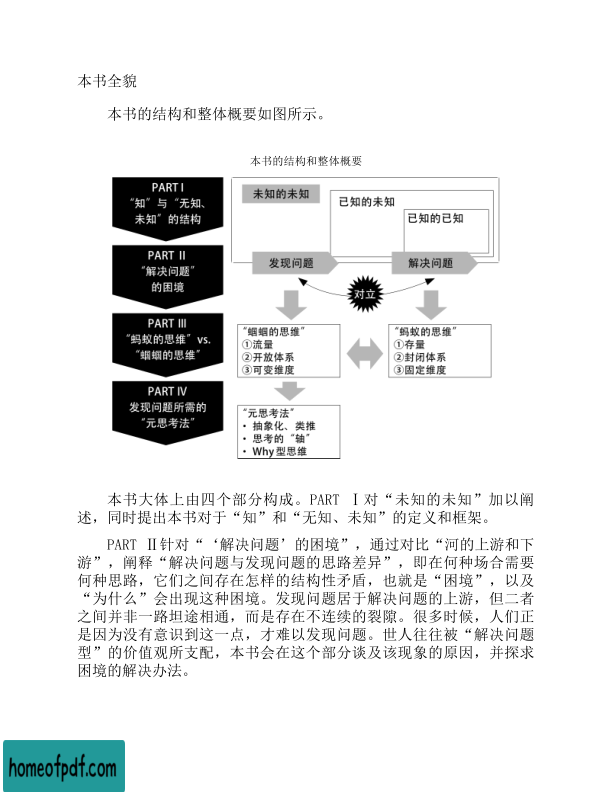 本书全貌
本书的结构和整体概要如图所示。
本书的结构和整体概要
PART I
“知”与“无知、
未知”的结构
未知的未知
已知的未知
已知的已知
发现问题
解决问题
PART II
“解决问题”
的困境
对立
PART III
“蚂蚁的思维” vs.
“蝈蝈的思维”
“蝈蝈的思维”
①流量
②开放体系
③可变维度
“蚂蚁的思维”
①存量
②封闭体系
③固定维度
PART IV
发现问题所需的
“元思考法”
“元思考法”
· 抽象化、类推
· 思考的“轴”
· Why型思维
本书大体上由四个部分构成。PART Ⅰ对“未知的未知”加以阐
述，同时提出本书对于“知”和“无知、未知”的定义和框架。
PART Ⅱ针对“‘解决问题’的困境”，通过对比“河的上游和下
游”，阐释“解决问题与发现问题的思路差异”，即在何种场合需要
何种思路，它们之间存在怎样的结构性矛盾，也就是“困境”，以及
“为什么”会出现这种困境。发现问题居于解决问题的上游，但二者
之间并非一路坦途相通，而是存在不连续的裂隙。很多时候，人们正
是因为没有意识到这一点，才难以发现问题。世人往往被“解决问题
型”的价值观所支配，本书会在这个部分谈及该现象的原因，并探求
困境的解决办法。
homeofpdf.com